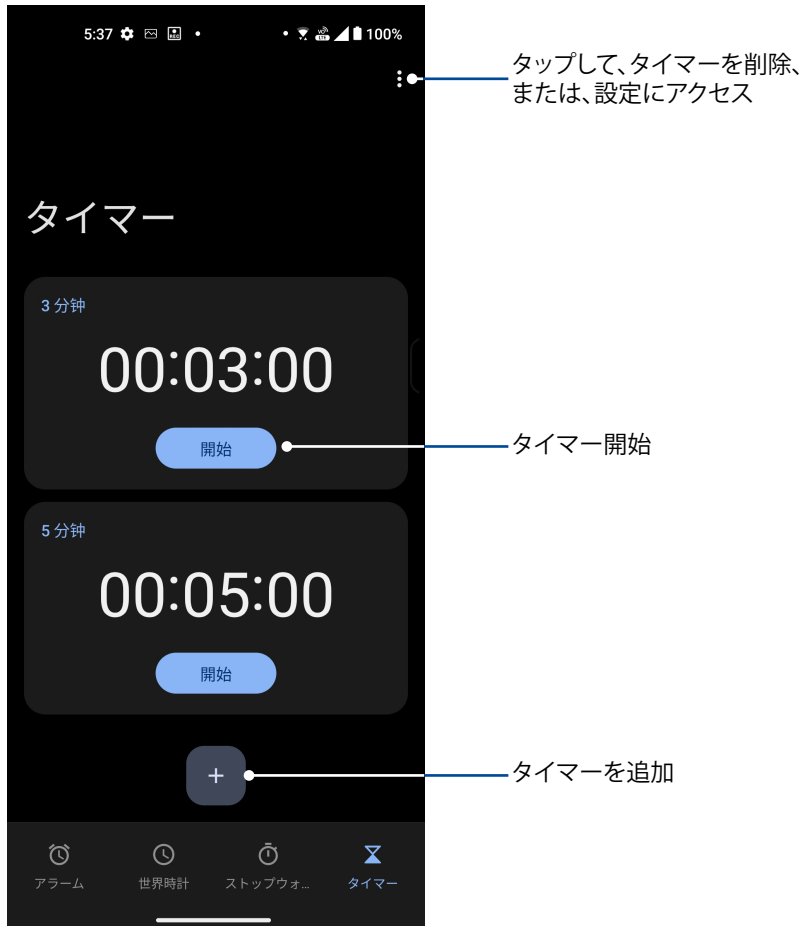 5:37
100%
タップして、タイマーを削除、
または、設定にアクセス
タイマー
3 分钟
00:03:00
開始
タイマー開始
5 分钟
00:05:00
開始
+
タイマーを追加
アラーム
世界時計
ストップウォ...
タイマー